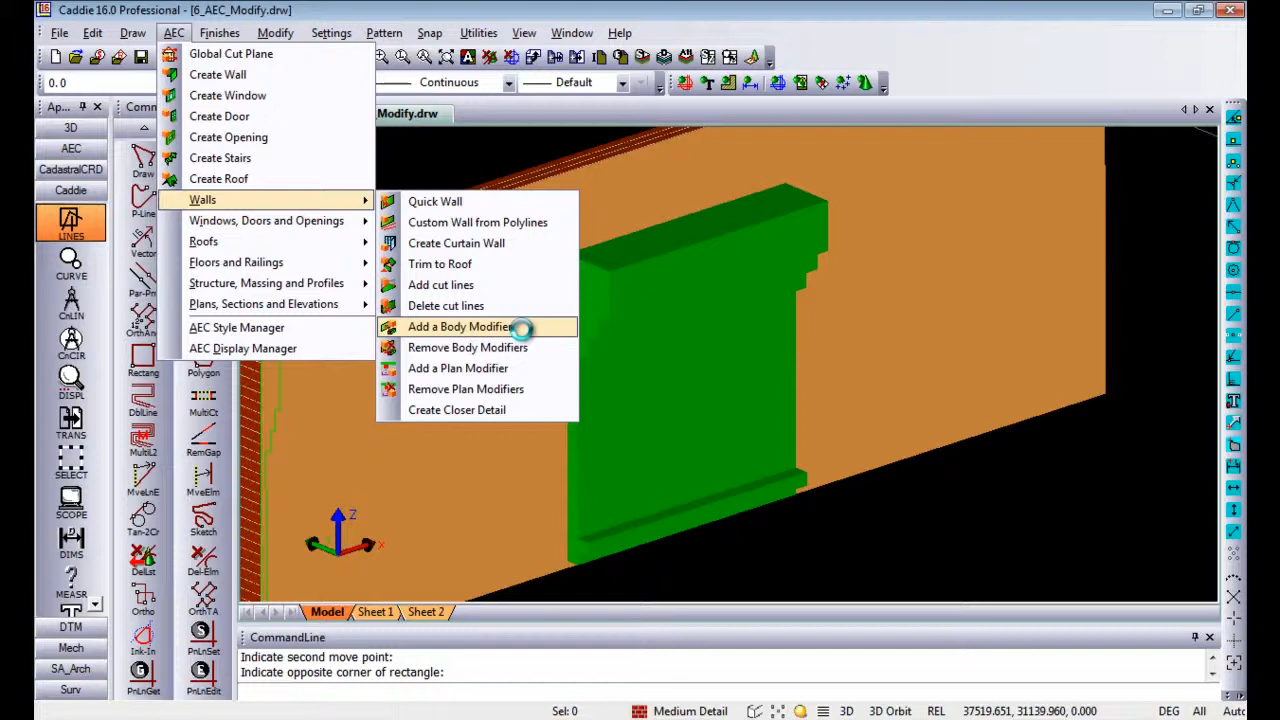 Caddie 16.0 Professional - [6_AEC_Modify.drw]
File Edit Draw AEC Finishes Modify Settings Pattern Snap Utilities View Window Help
0.0 Continuous Default
Ap... Comm
_Modify.drw
3D
AEC
CadastralCRD
Caddie
LINES
CURVE
CnLIN
CnCIR
DISPL
TRANS
SELECT
SCOPE
DIMS
MEASR
DTM
Mech
SA_Arch
Surv
Draw
P-Line
Vector
Par-Lin
OrthAn
Rectang Polygon
DblLine MultiCt
MultiL2 RemGap
MveLnE MveElm
Tan-2Cr Sketch
DelLst Del-Elm
Ortho OrthTA
Ink-In PnLnSet
PnLnGet PnLnEdit
Global Cut Plane
Create Wall
Create Window
Create Door
Create Opening
Create Stairs
Create Roof
Walls
Windows, Doors and Openings
Roofs
Floors and Railings
Structure, Massing and Profiles
Plans, Sections and Elevations
AEC Style Manager
AEC Display Manager
Quick Wall
Custom Wall from Polylines
Create Curtain Wall
Trim to Roof
Add cut lines
Delete cut lines
Add a Body Modifier
Remove Body Modifiers
Add a Plan Modifier
Remove Plan Modifiers
Create Closer Detail
Z
X
Model Sheet 1 Sheet 2
CommandLine
Indicate second move point:
Indicate opposite corner of rectangle:
Sel: 0 Medium Detail 3D 3D Orbit REL 37519.651, 31139.960, 0.000 DEG All Auto